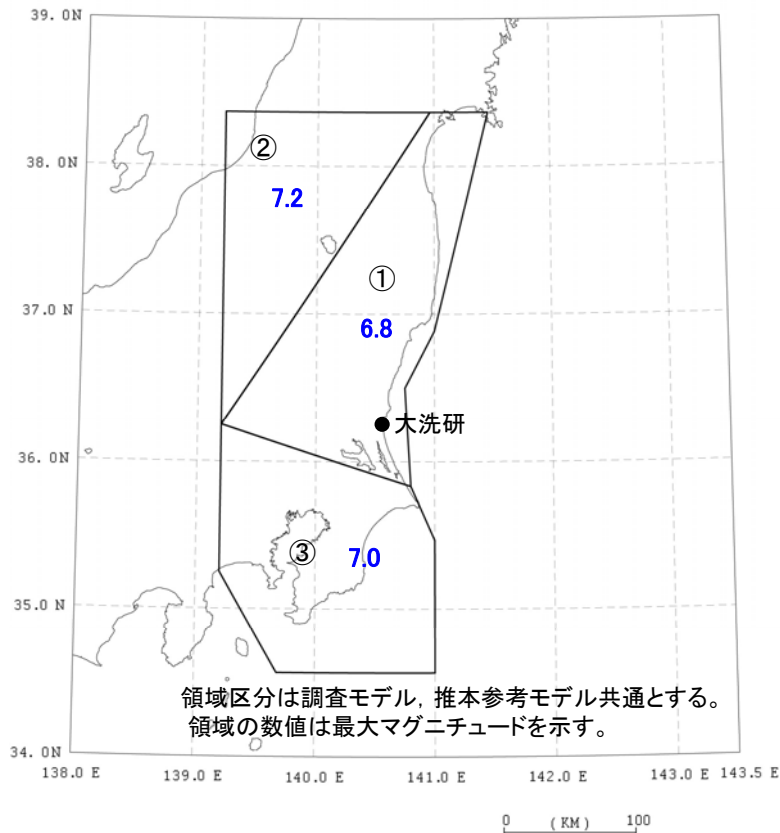 39.0N
②
38.0N
7.2
①
37.0N
6.8
大洗研
36.0N
③
7.0
35.0 N
領域区分は調査モデル，推本参考モデル共通とする。
領域の数値は最大マグニチュードを示す。
34.0N
138.0 E 139.0 E 140.0 E 141.0 E 142.0 E 143.0 E 143.5 E
0 (KM) 100